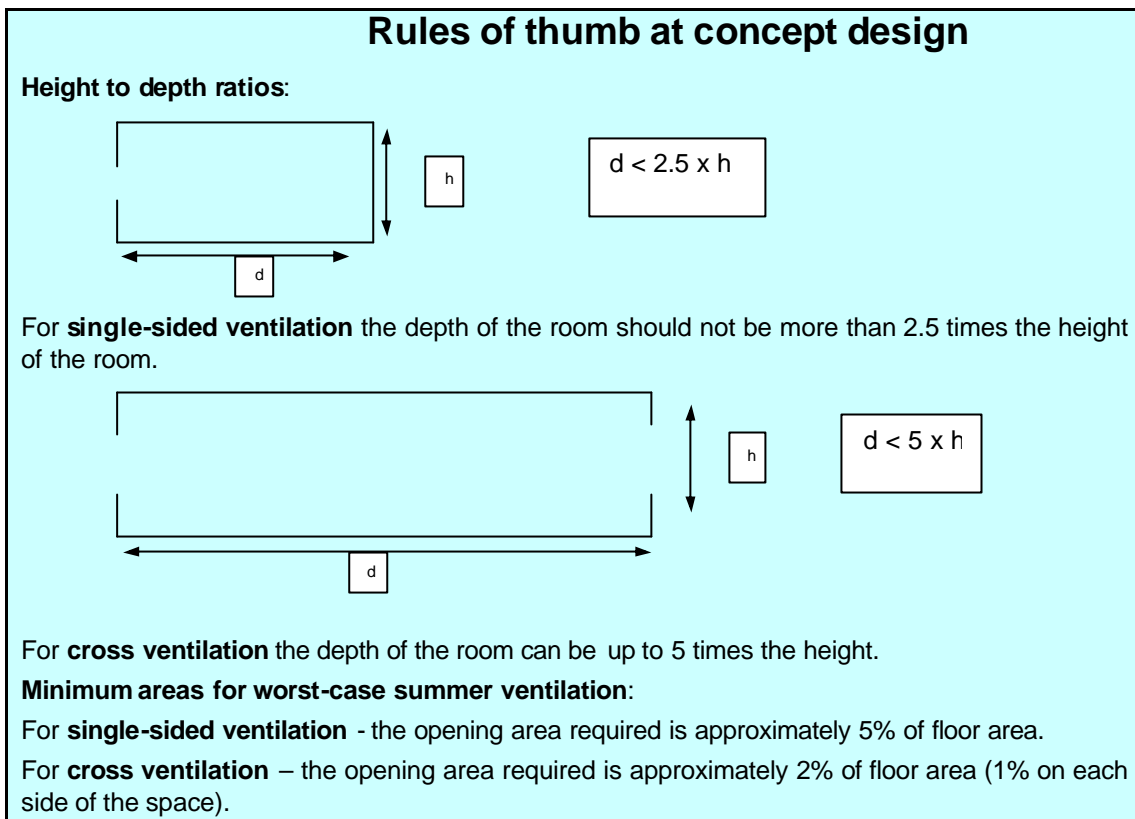 Rules of thumb at concept design
Height to depth ratios:
h
d < 2.5 x h
d
For single-sided ventilation the depth of the room should not be more than 2.5 times the height
of the room.
h
d < 5 x h
d
For cross ventilation the depth of the room can be up to 5 times the height.
Minimum areas for worst-case summer ventilation:
For single-sided ventilation - the opening area required is approximately 5% of floor area.
For cross ventilation – the opening area required is approximately 2% of floor area (1% on each
side of the space).